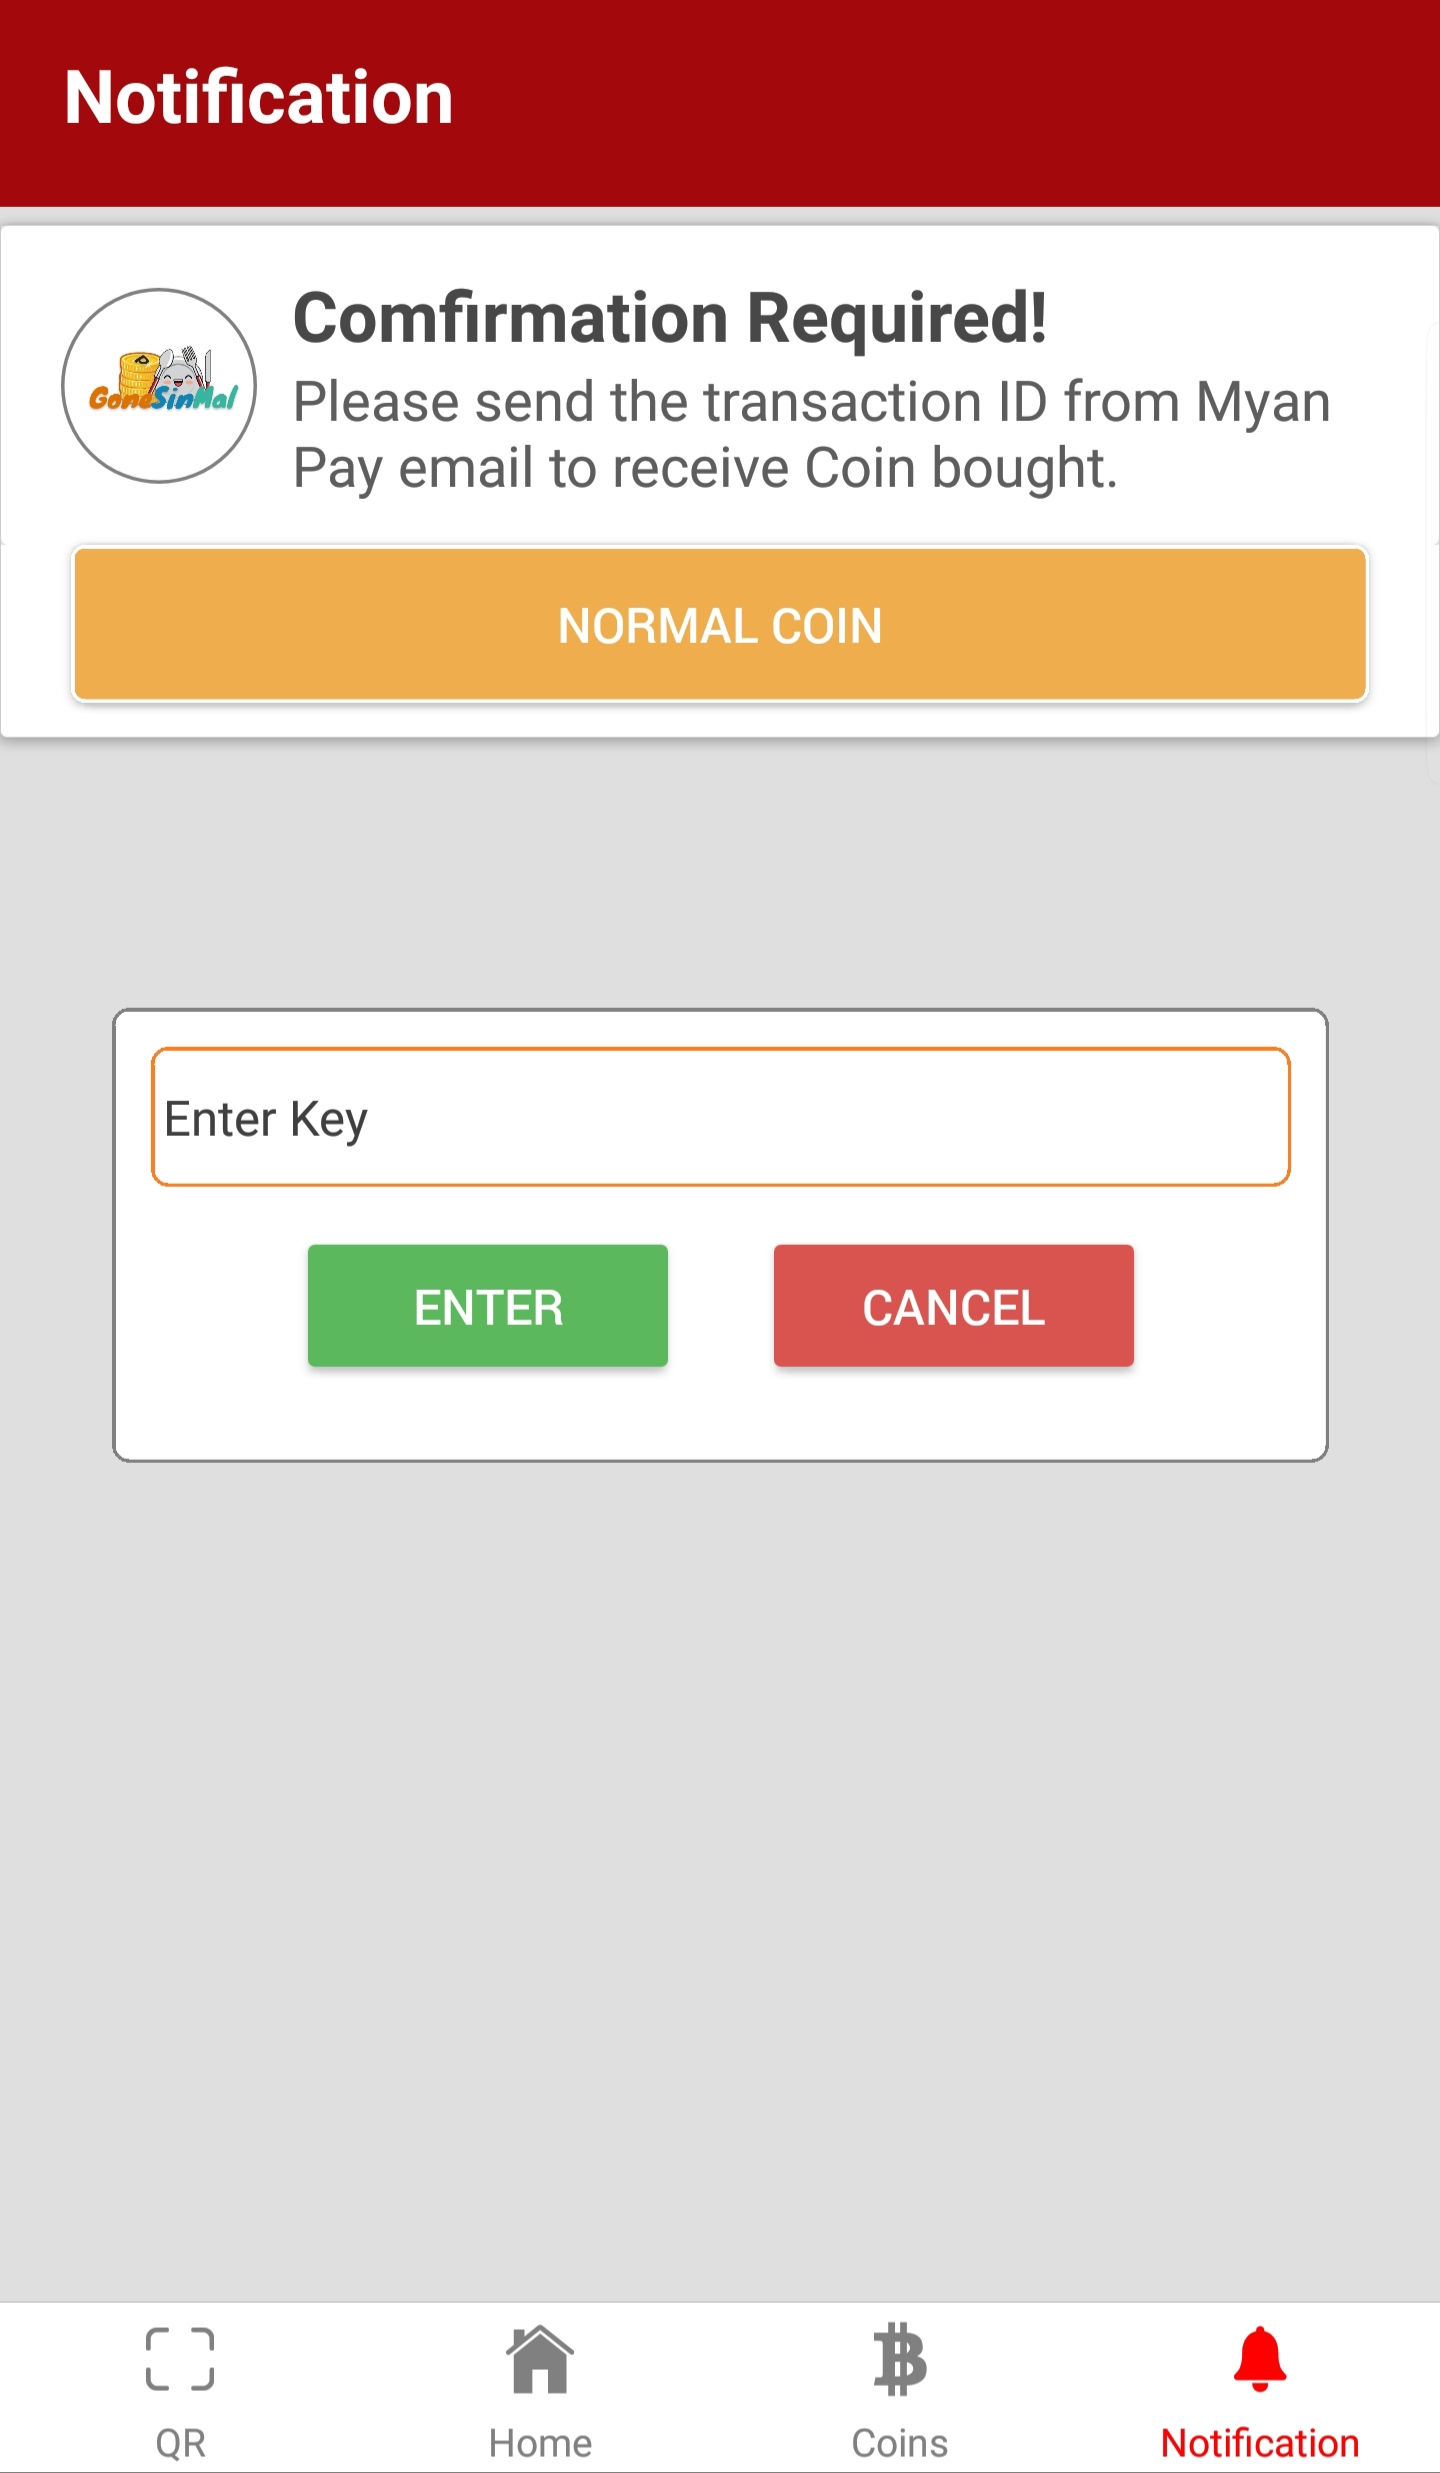 Notification
Comfirmation Required!
GoneSinMal
Please send the transaction ID from Myan
Pay email to receive Coin bought.
NORMAL COIN
Enter Key
ENTER
CANCEL
QR
Home
Coins
Notification